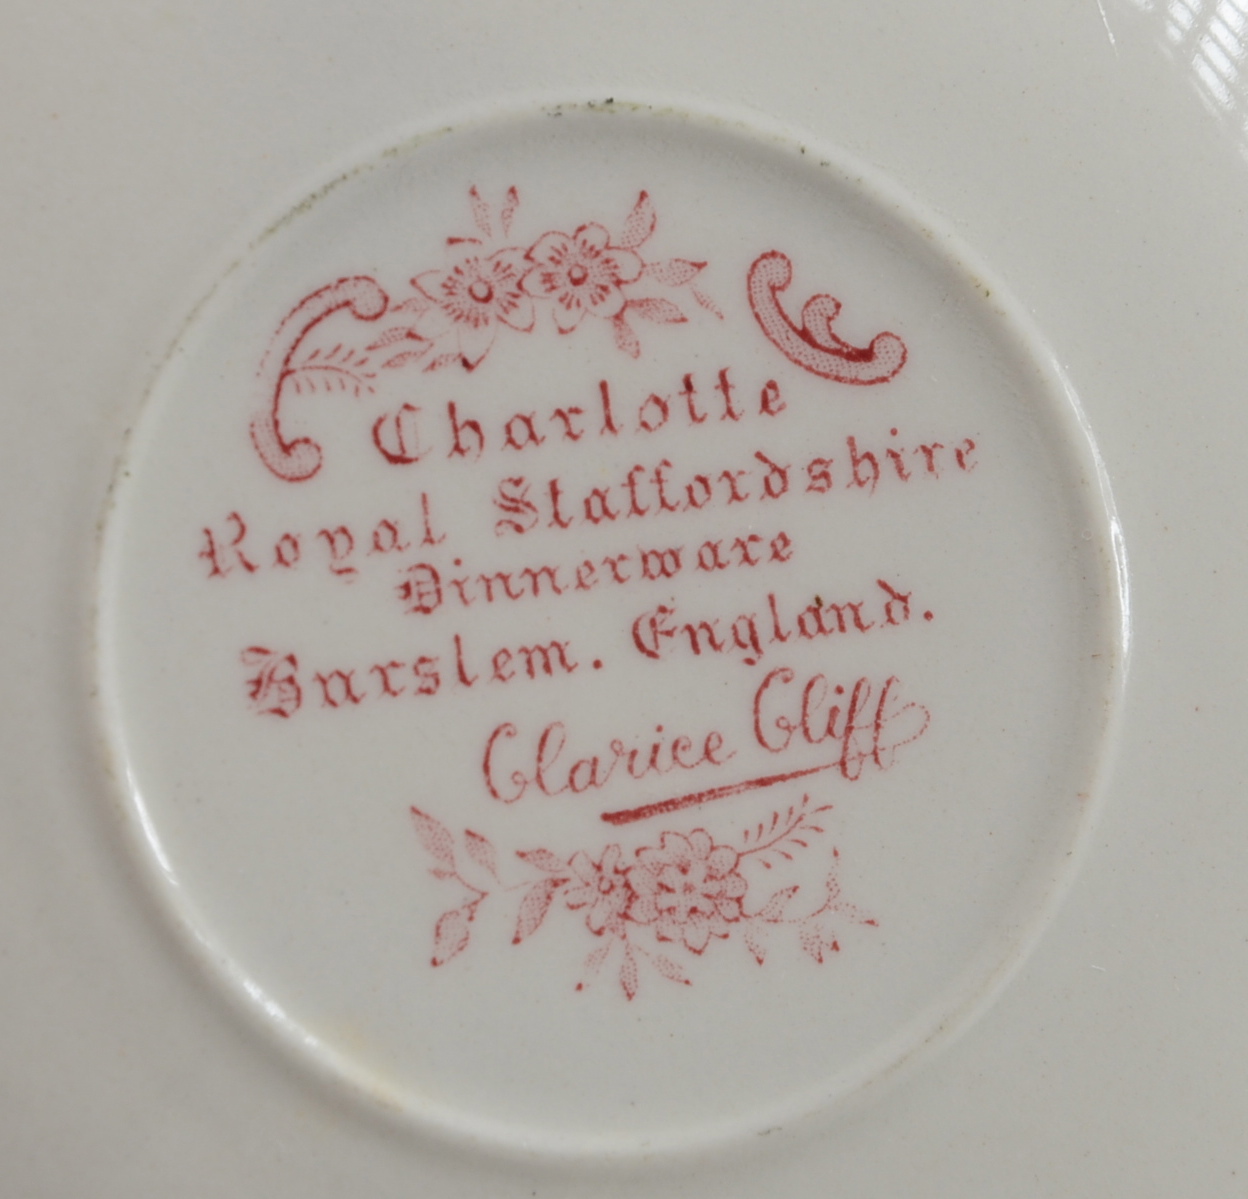 Charlotte
Royal Staffordshire
Dinnerware
Burslem. England.
Clarice Cliff